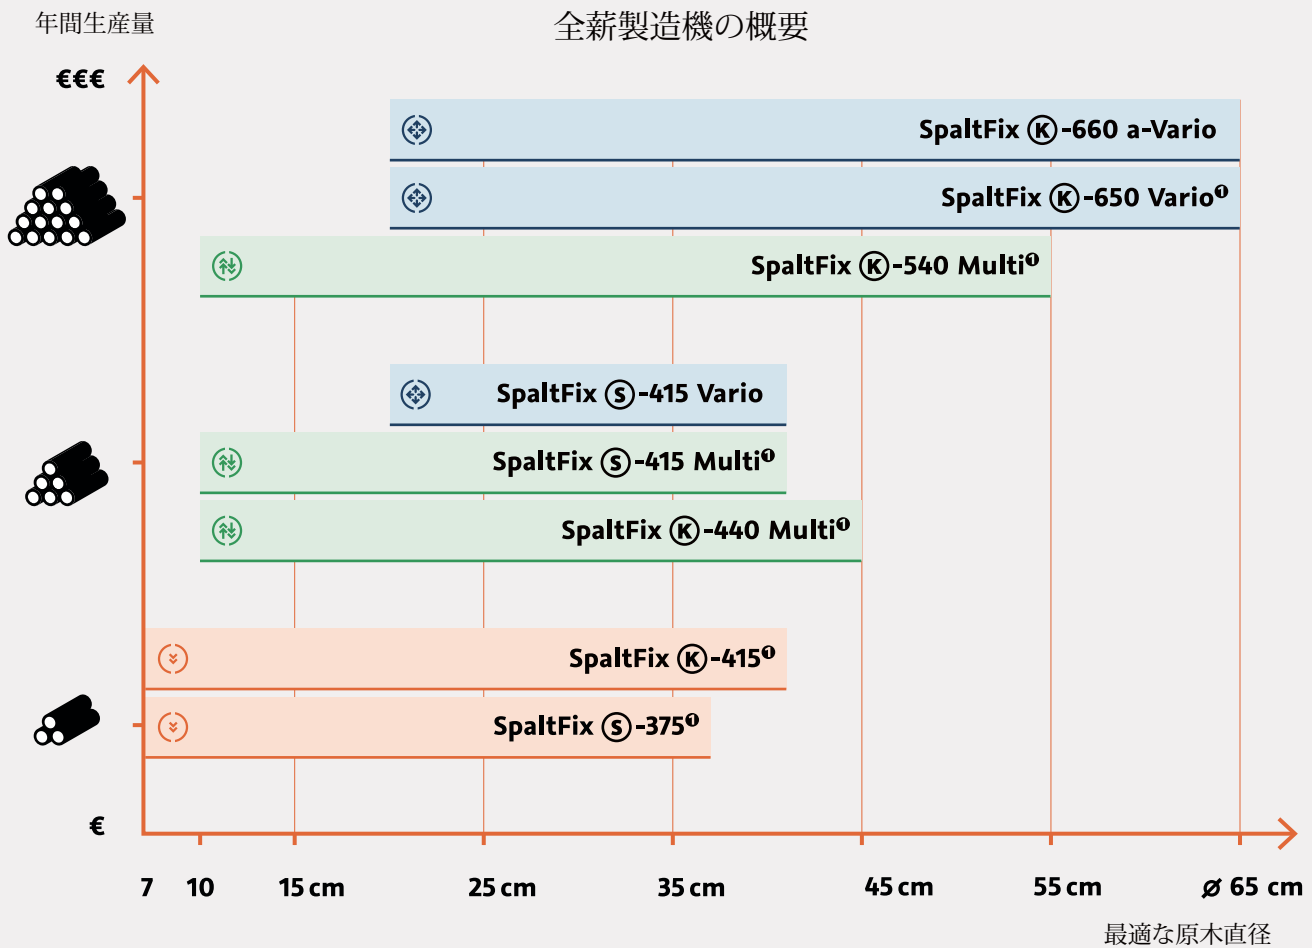 年間生産量
全薪製造機の概要
€€€
SpaltFix Ⓚ-660 a-Vario
SpaltFix Ⓚ-650 Vario❶
SpaltFix Ⓚ-540 Multi❶
SpaltFix Ⓢ-415 Vario
SpaltFix Ⓢ-415 Multi❶
SpaltFix Ⓚ-440 Multi❶
SpaltFix Ⓚ-415❶
SpaltFix Ⓢ-375❶
€
7 10 15 cm 25 cm 35 cm 45 cm 55 cm ø 65 cm
最適な原木直径